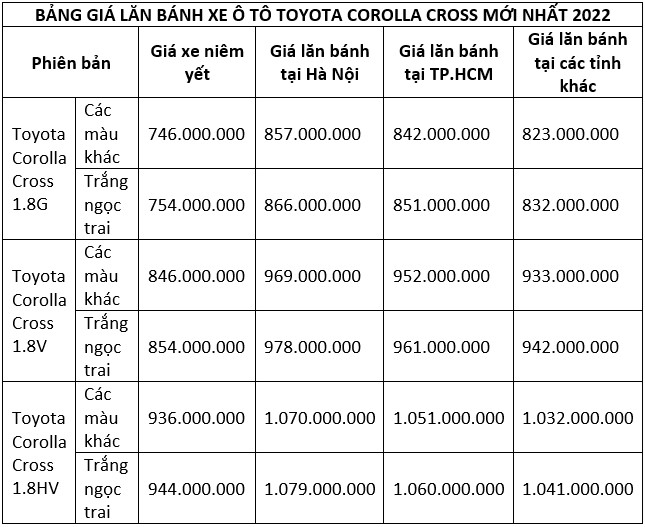 BẢNG GIÁ LĂN BÁNH XE Ô TÔ TOYOTA COROLLA CROSS MỚI NHẤT 2022
Phiên bản
Giá xe niêm
yết
Giá lăn bánh
tại Hà Nội
Giá lăn bánh
tại TP.HCM
Giá lăn bánh
tại các tỉnh
khác
Toyota
Corolla
Cross
1.8G
Các
màu
khác
746.000.000
857.000.000
842.000.000
823.000.000
Trắng
ngọc
trai
754.000.000
866.000.000
851.000.000
832.000.000
Toyota
Corolla
Cross
1.8V
Các
màu
khác
846.000.000
969.000.000
952.000.000
933.000.000
Trắng
ngọc
trai
854.000.000
978.000.000
961.000.000
942.000.000
Toyota
Corolla
Cross
1.8HV
Các
màu
khác
936.000.000
1.070.000.000
1.051.000.000
1.032.000.000
Trắng
ngọc
trai
944.000.000
1.079.000.000
1.060.000.000
1.041.000.000